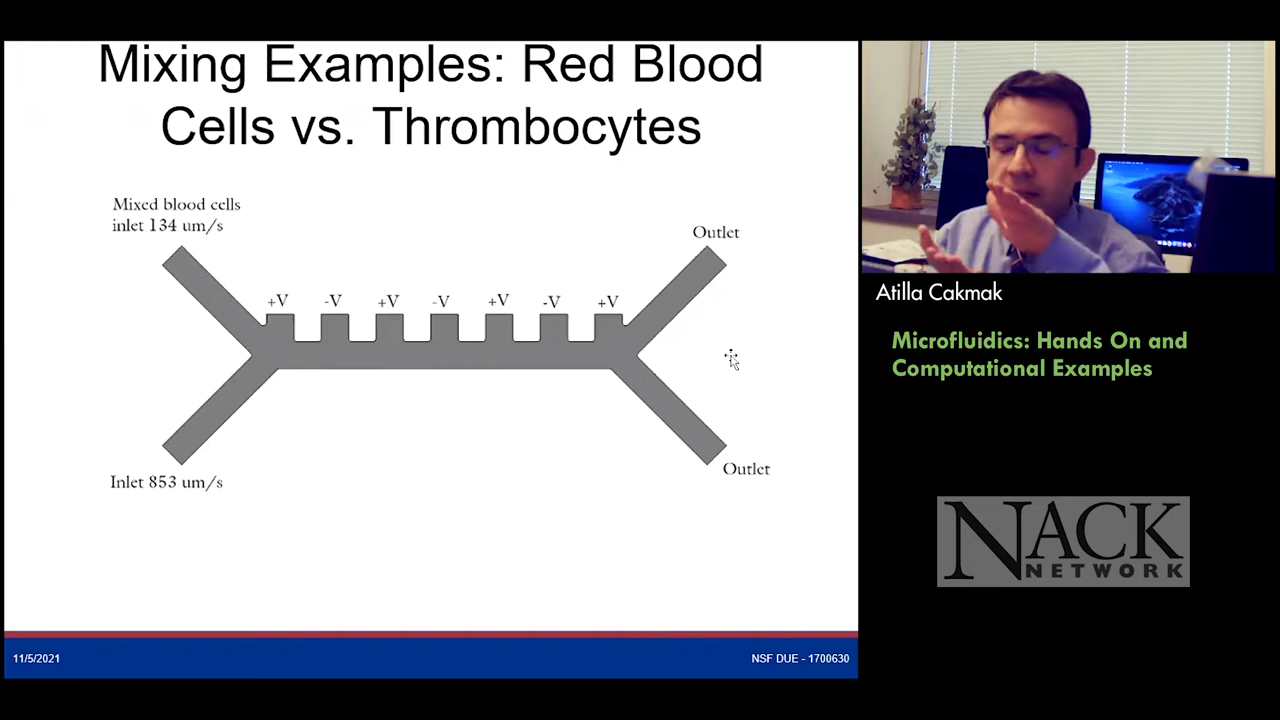 Mixing Examples: Red Blood
Cells vs. Thrombocytes
Mixed blood cells
inlet 134 um/s
Outlet
+V -V +V -V +V -V +V
Inlet 853 um/s
Outlet
11/5/2021
NSF DUE - 1700630
Atilla Cakmak
Microfluidics: Hands On and
Computational Examples
NACK
NETWORK